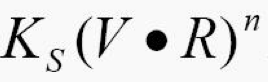 K_S(V • R)^n